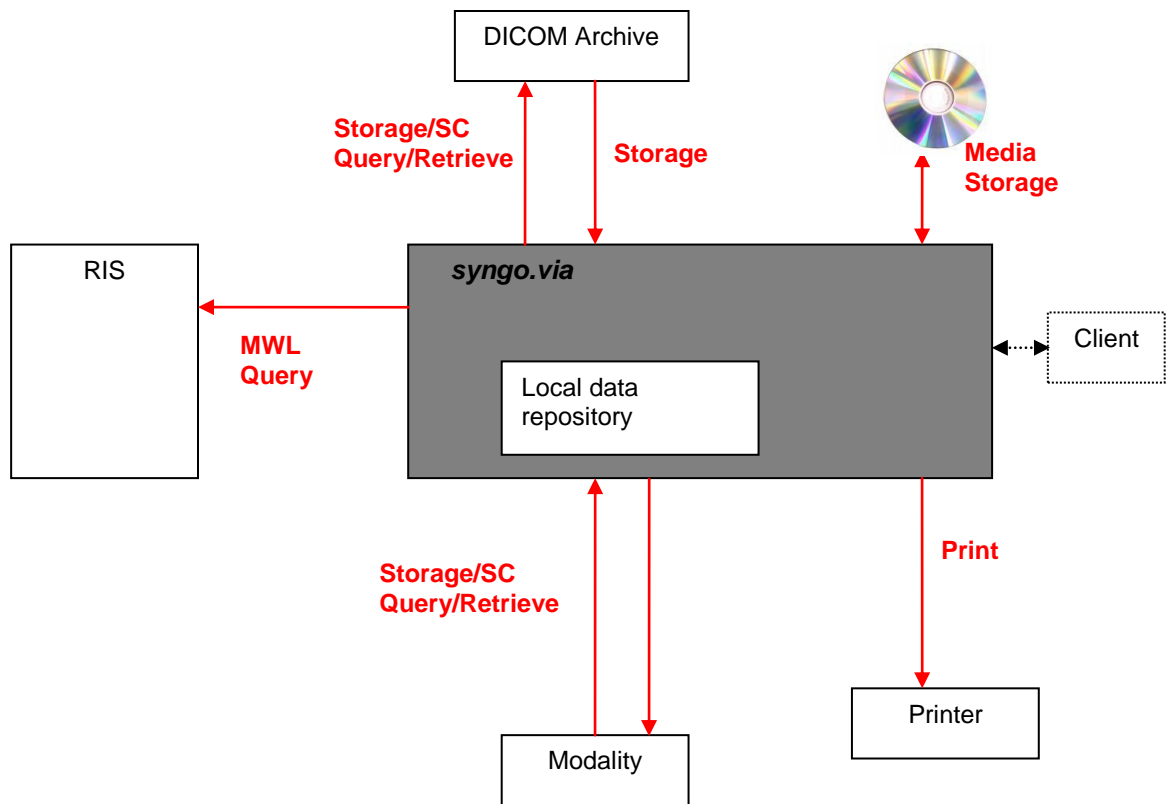 DICOM Archive
Storage/SC
Query/Retrieve
Storage
Media
Storage
RIS
syngo.via
MWL
Query
Client
Local data
repository
Storage/SC
Query/Retrieve
Print
Printer
Modality